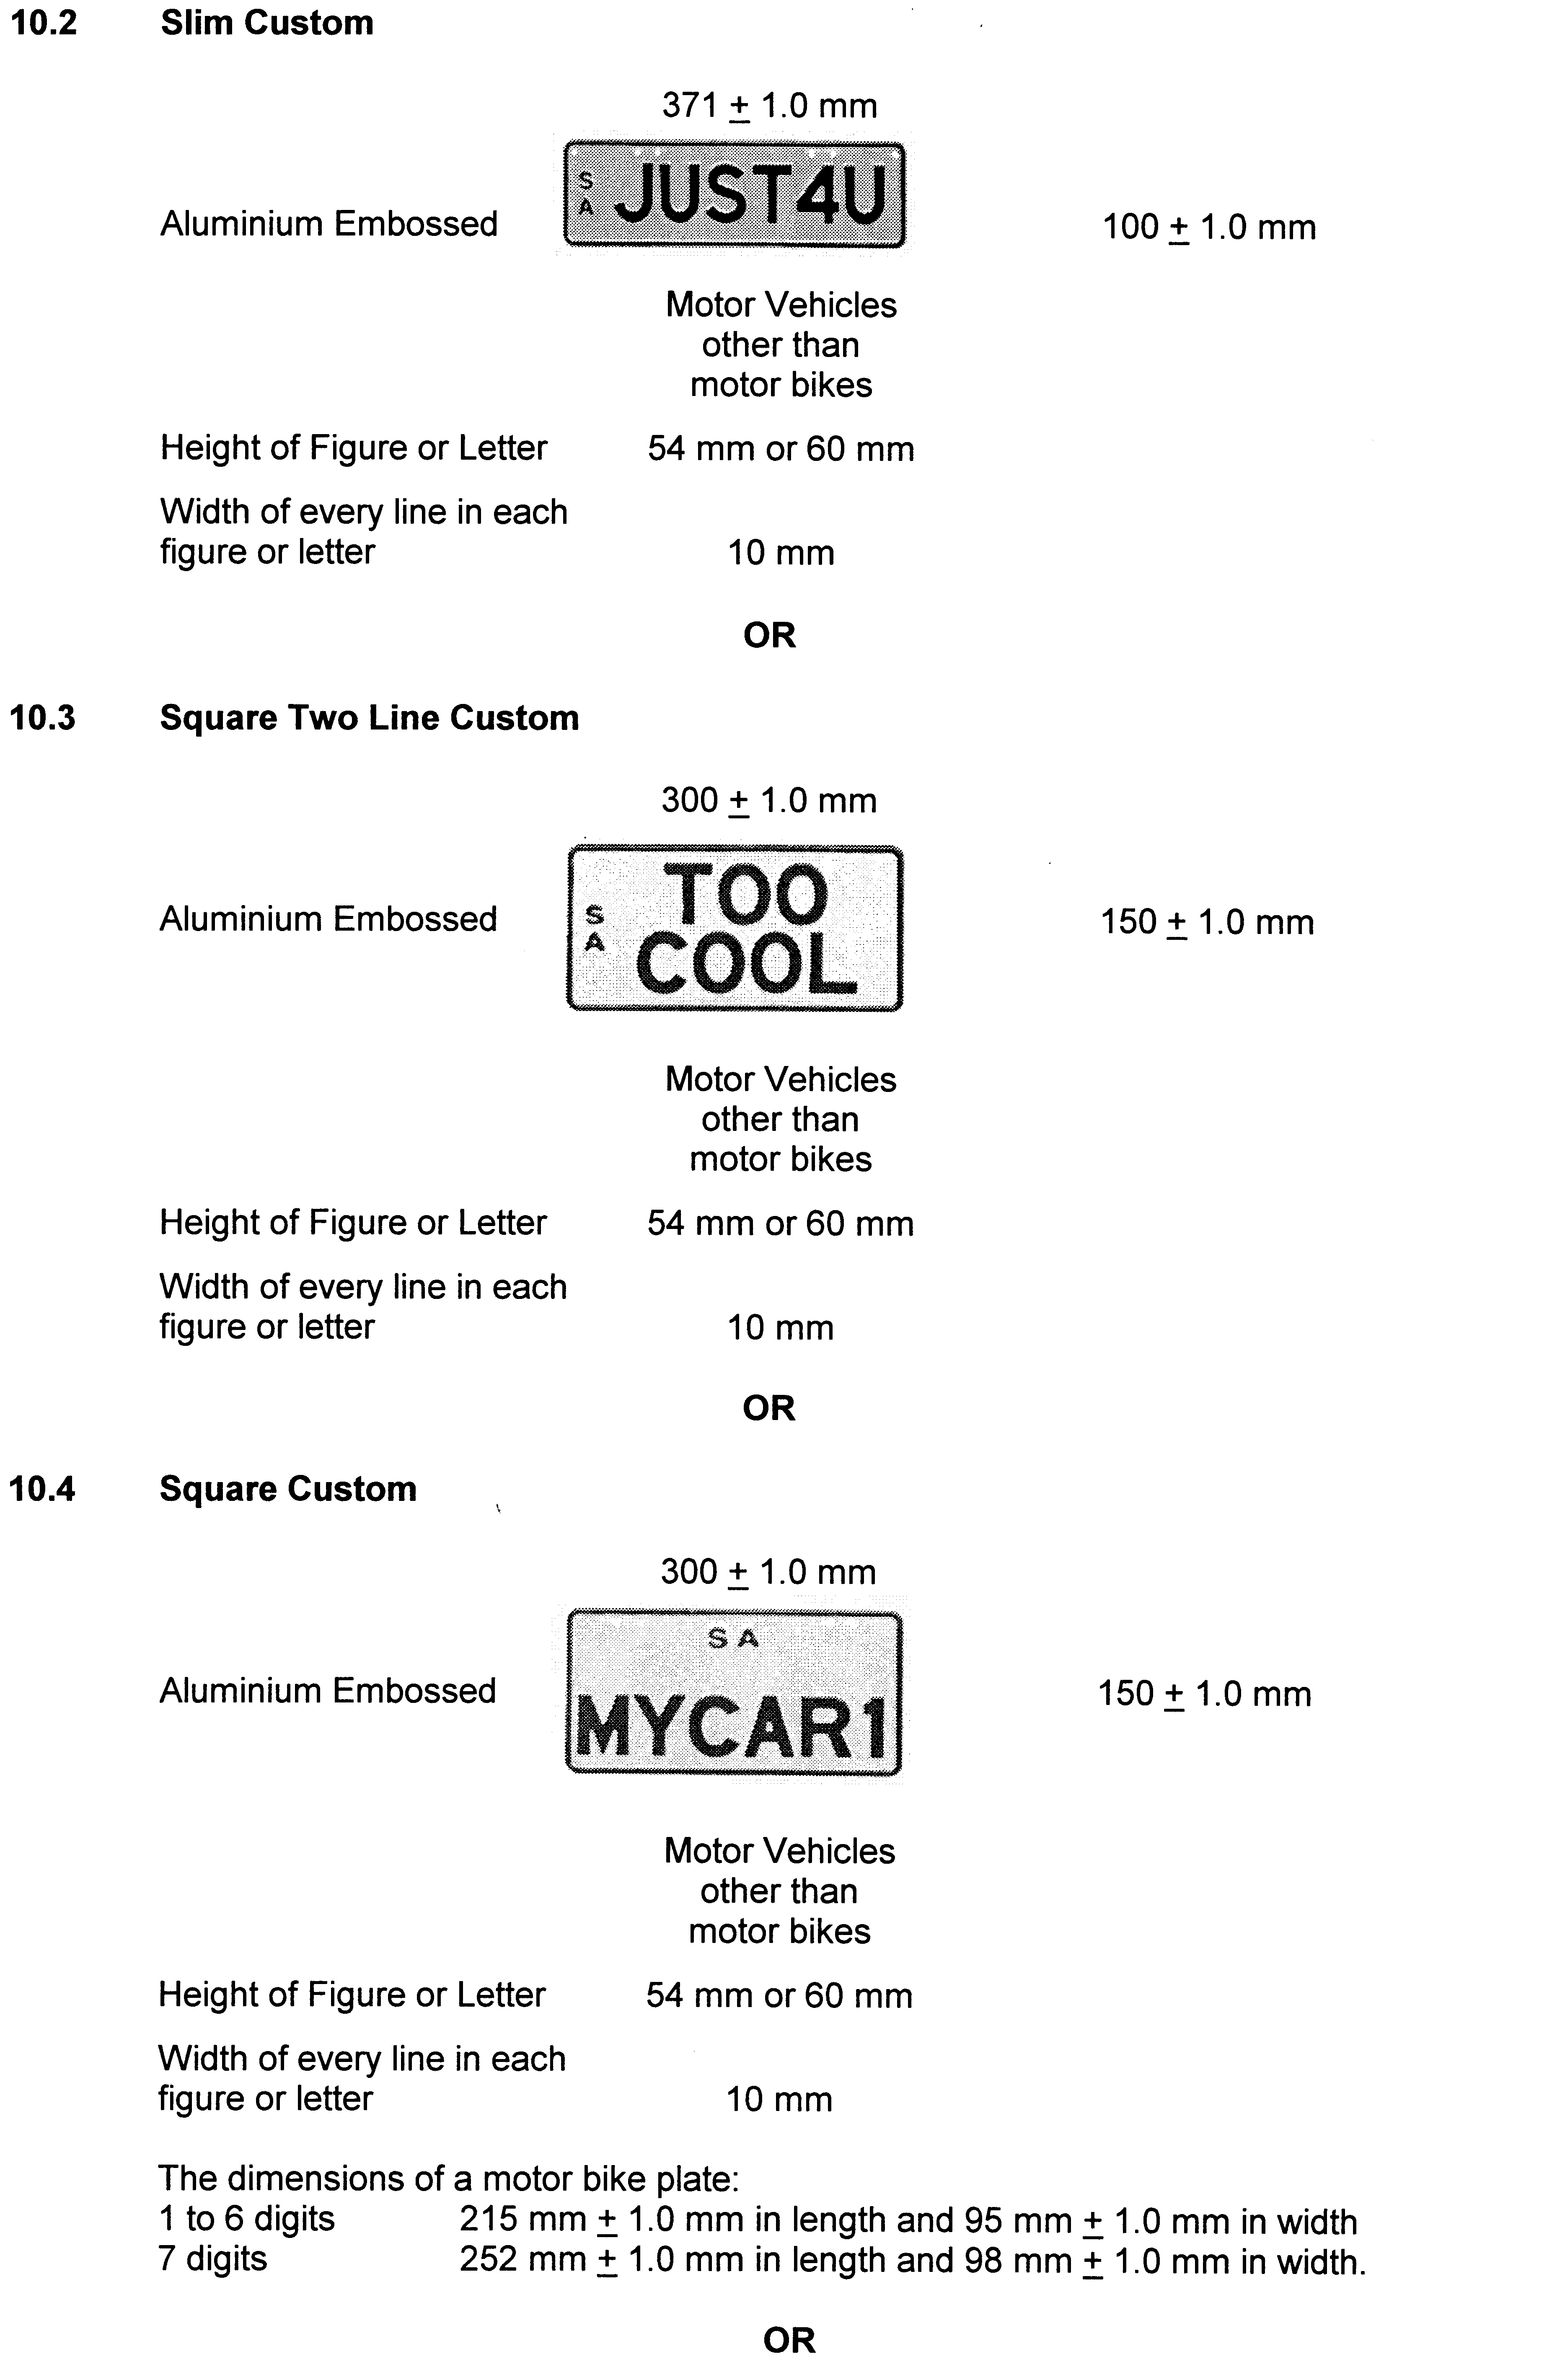 10.2 Slim Custom
371 ± 1.0 mm
S
A
JUST4U
Aluminium Embossed 100 ± 1.0 mm
Motor Vehicles
other than
motor bikes
Height of Figure or Letter 54 mm or 60 mm
Width of every line in each
figure or letter 10 mm
OR
10.3 Square Two Line Custom
300 ± 1.0 mm
TOO
S
A
COOL
Aluminium Embossed 150 ± 1.0 mm
Motor Vehicles
other than
motor bikes
Height of Figure or Letter 54 mm or 60 mm
Width of every line in each
figure or letter 10 mm
OR
10.4 Square Custom
300 ± 1.0 mm
S A
Aluminium Embossed 150 ± 1.0 mm
MYCAR1
Motor Vehicles
other than
motor bikes
Height of Figure or Letter 54 mm or 60 mm
Width of every line in each
figure or letter 10 mm
The dimensions of a motor bike plate:
1 to 6 digits 215 mm ± 1.0 mm in length and 95 mm ± 1.0 mm in width
7 digits 252 mm ± 1.0 mm in length and 98 mm ± 1.0 mm in width.
OR